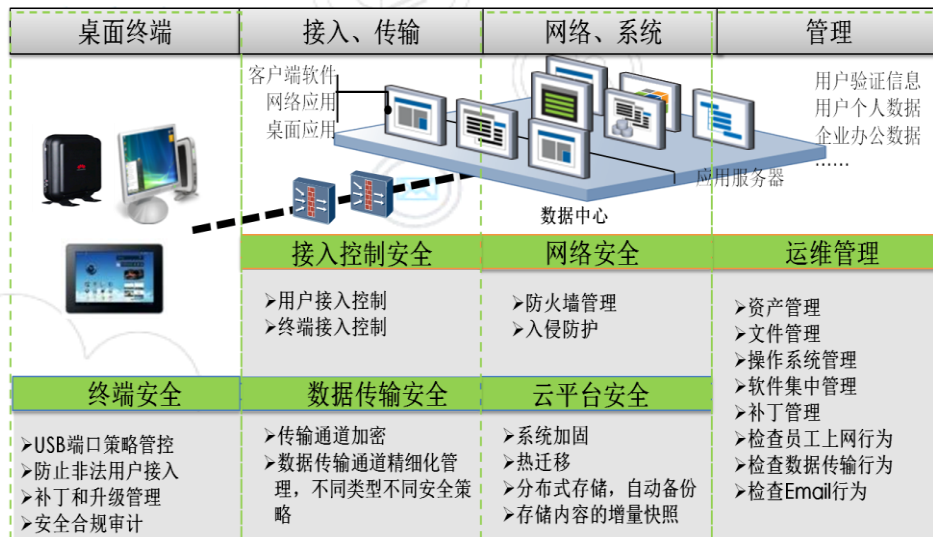 桌面终端
接入、传输
网络、系统
管理
客户端软件
网络应用
桌面应用
用户验证信息
用户个人数据
企业办公数据
......
应用服务器
数据中心
接入控制安全
➢用户接入控制
➢终端接入控制
网络安全
➢防火墙管理
➢入侵防护
运维管理
➢资产管理
➢文件管理
➢操作系统管理
➢软件集中管理
➢补丁管理
➢检查员工上网行为
➢检查数据传输行为
➢检查Email行为
终端安全
➢USB端口策略管控
➢防止非法用户接入
➢补丁和升级管理
➢安全合规审计
数据传输安全
➢传输通道加密
➢数据传输通道精细化管
理，不同类型不同安全策
略
云平台安全
➢系统加固
➢热迁移
➢分布式存储，自动备份
➢存储内容的增量快照